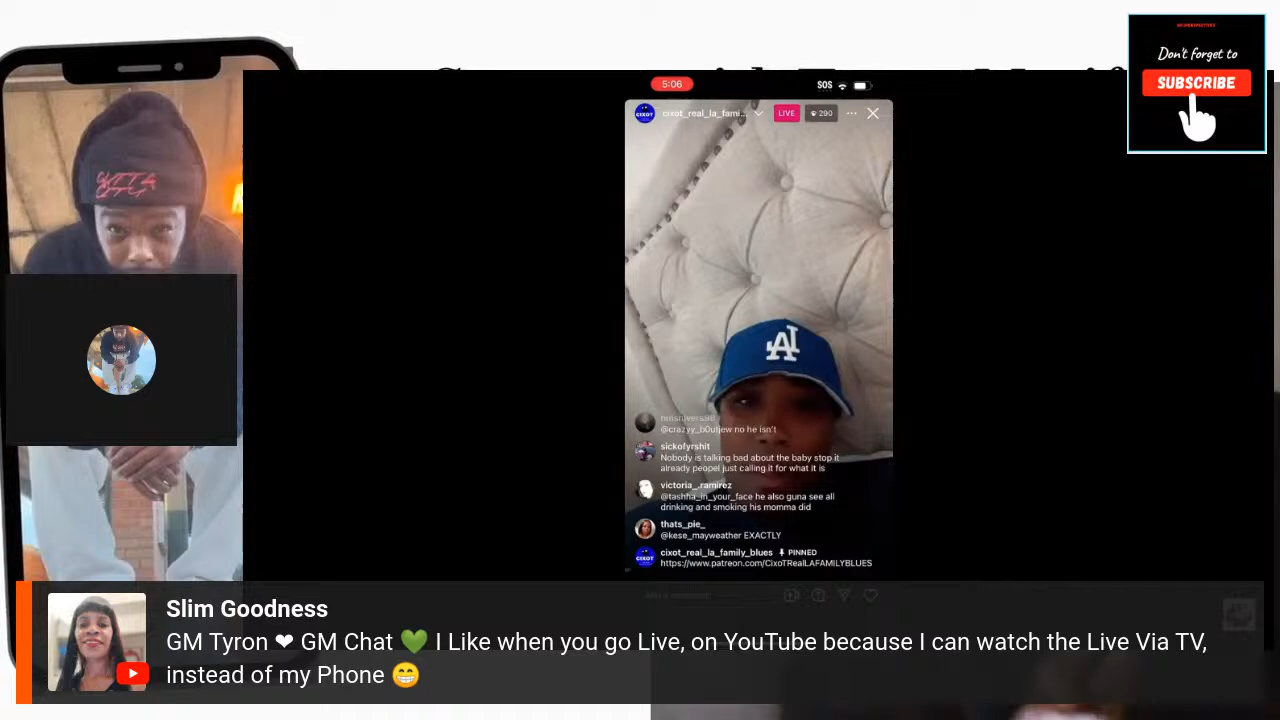 Don't forget to
SUBSCRIBE
5:06
SOS
cixot_real_la_fami...
LIVE
290
@crazyy_b0utjew no he isn't
sickofyrshit
Nobody is talking bad about the baby stop it
already peopel just calling it for what it is
victoria_.ramirez
@tashha_in_your_face he also guna see all
drinking and smoking his momma did
thats_pie_
@kese_mayweather EXACTLY
cixot_real_la_family_blues PINNED
https://www.patreon.com/CixoTRealLAFAMILYBLUES
Slim Goodness
GM Tyron ❤ GM Chat 💚 I Like when you go Live, on YouTube because I can watch the Live Via TV,
instead of my Phone 😁